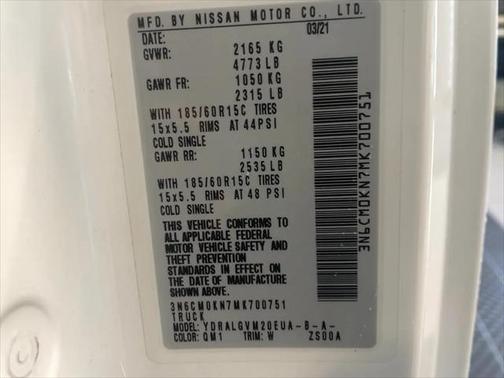 MFD. BY NISSAN MOTOR CO., LTD.
DATE: 03/21
GVWR: 2165 KG
4773 LB
GAWR FR: 1050 KG
2315 LB
WITH 185/60R15C TIRES
15x5.5 RIMS AT 44PSI
COLD SINGLE
GAWR RR: 1150 KG
2535 LB
WITH 185/60R15C TIRES
15x5.5 RIMS AT 48 PSI
COLD SINGLE
THIS VEHICLE CONFORMS TO
ALL APPLICABLE FEDERAL
MOTOR VEHICLE SAFETY AND
THEFT PREVENTION
STANDARDS IN EFFECT ON
THE DATE OF MANUFACTURE
SHOWN ABOVE.
3N6CM0KN7MK700751
TRUCK
MODEL: YDRALGVM20EUA-B-A-
COLOR: QM1 TRIM: W ZS00A
3N6CM0KN7MK700751